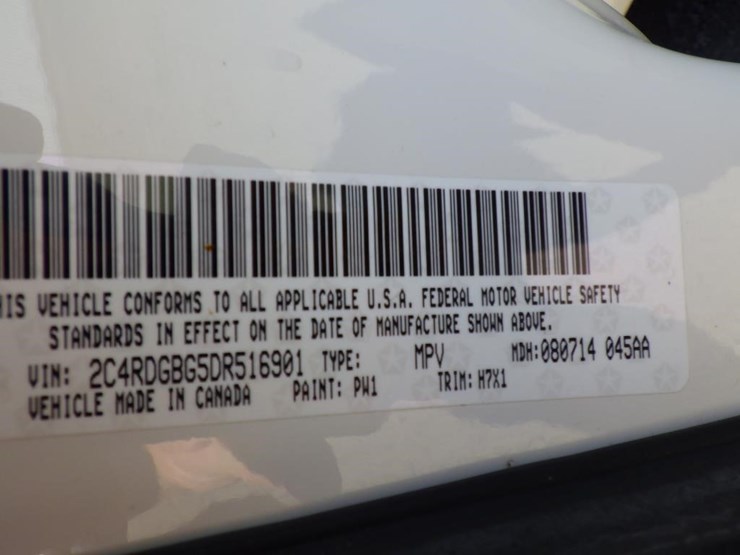 HIS VEHICLE CONFORMS TO ALL APPLICABLE U.S.A. FEDERAL MOTOR VEHICLE SAFETY
STANDARDS IN EFFECT ON THE DATE OF MANUFACTURE SHOWN ABOVE.
VIN: 2C4RDGBG5DR516901 TYPE: MPV MDH:080714 045AA
VEHICLE MADE IN CANADA PAINT: PW1 TRIM: H7X1